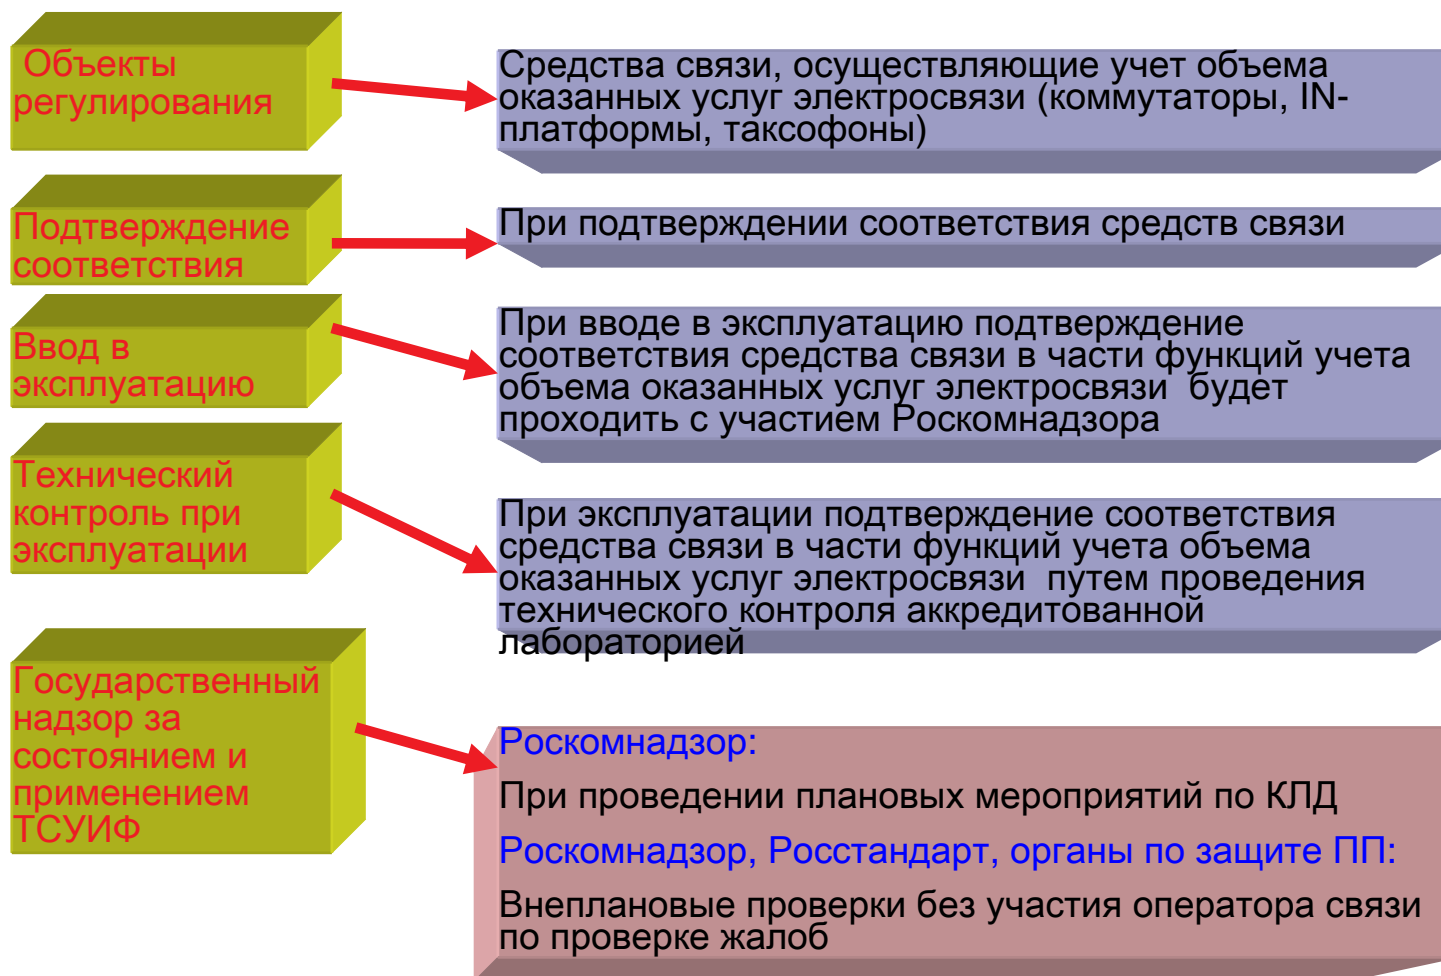 Объекты
регулирования
Средства связи, осуществляющие учет объема
оказанных услуг электросвязи (коммутаторы, IN-
платформы, таксофоны)
Подтверждение
соответствия
При подтверждении соответствия средств связи
Ввод в
эксплуатацию
При вводе в эксплуатацию подтверждение
соответствия средства связи в части функций учета
объема оказанных услуг электросвязи будет
проходить с участием Роскомнадзора
Технический
контроль при
эксплуатации
При эксплуатации подтверждение соответствия
средства связи в части функций учета объема
оказанных услуг электросвязи путем проведения
технического контроля аккредитованной
лабораторией
Государственный
надзор за
состоянием и
применением
ТСУИФ
Роскомнадзор:
При проведении плановых мероприятий по КЛД
Роскомнадзор, Росстандарт, органы по защите ПП:
Внеплановые проверки без участия оператора связи
по проверке жалоб